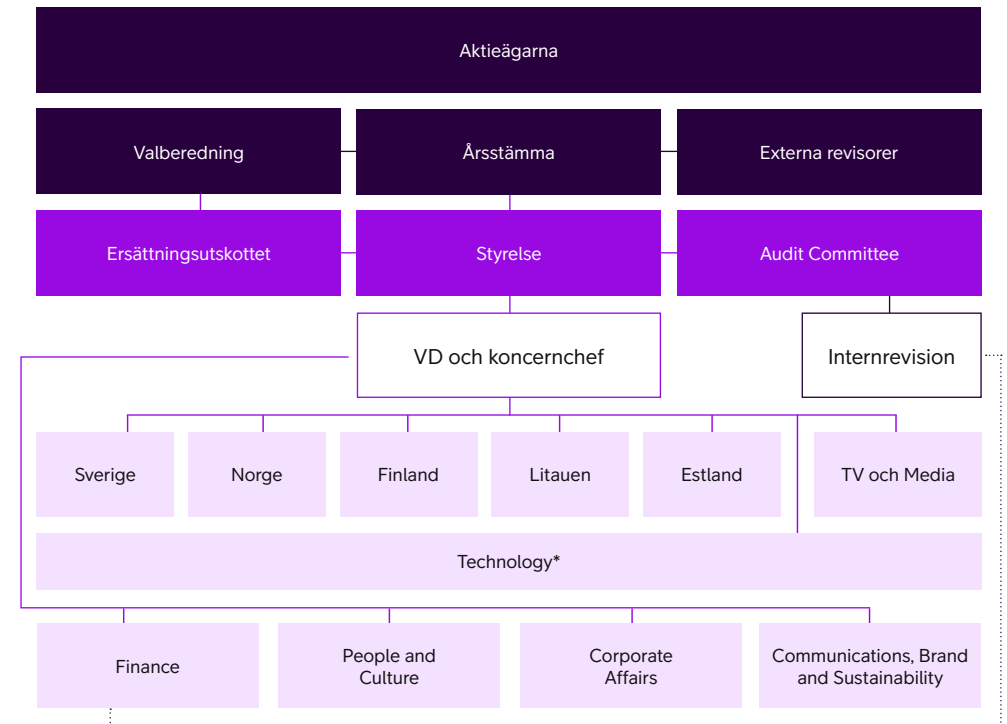 Aktieägarna
Valberedning
Årsstämma
Externa revisorer
Ersättningsutskottet
Styrelse
Audit Committee
VD och koncernchef
Internrevision
Sverige
Norge
Finland
Litauen
Estland
TV och Media
Technology*
Finance
People and
Culture
Corporate
Affairs
Communications, Brand
and Sustainability